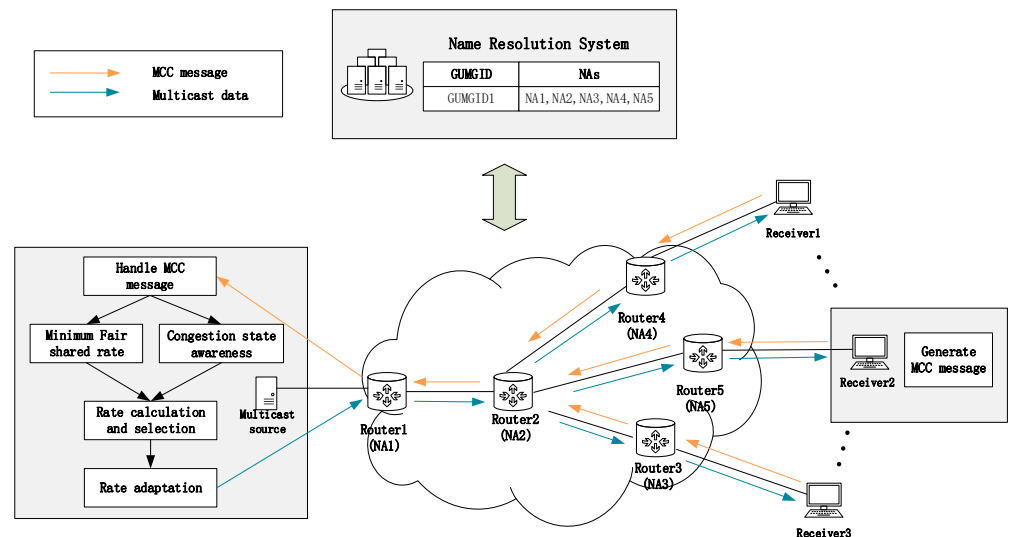 Name Resolution System
GUMGID NAs
GUMGID1 NA1,NA2,NA3,NA4,NA5
MCC message
Multicast data
Receiver1
Handle MCC
message
Minimum Fair
shared rate
Congestion state
awareness
Rate calculation
and selection
Rate adaptation
Multicast
source
Router1
(NA1)
Router2
(NA2)
Router4
(NA4)
Router5
(NA5)
Router3
(NA3)
Receiver2
Generate
MCC message
Receiver3